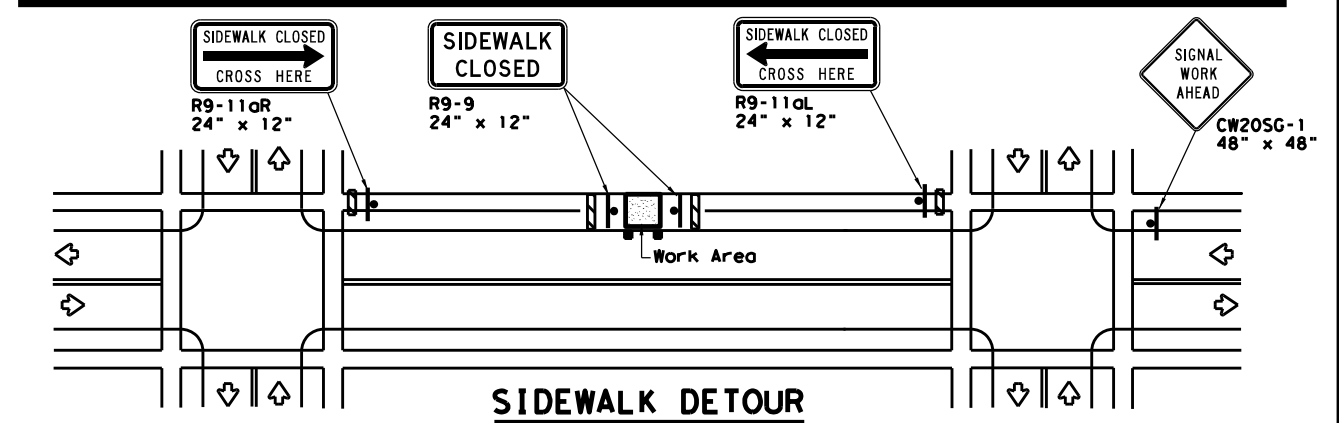 SIDEWALK CLOSED
CROSS HERE
R9-11aR
24" x 12"
SIDEWALK
CLOSED
R9-9
24" x 12"
SIDEWALK CLOSED
CROSS HERE
R9-11aL
24" x 12"
SIGNAL
WORK
AHEAD
CW20SG-1
48" x 48"
Work Area
SIDEWALK DETOUR